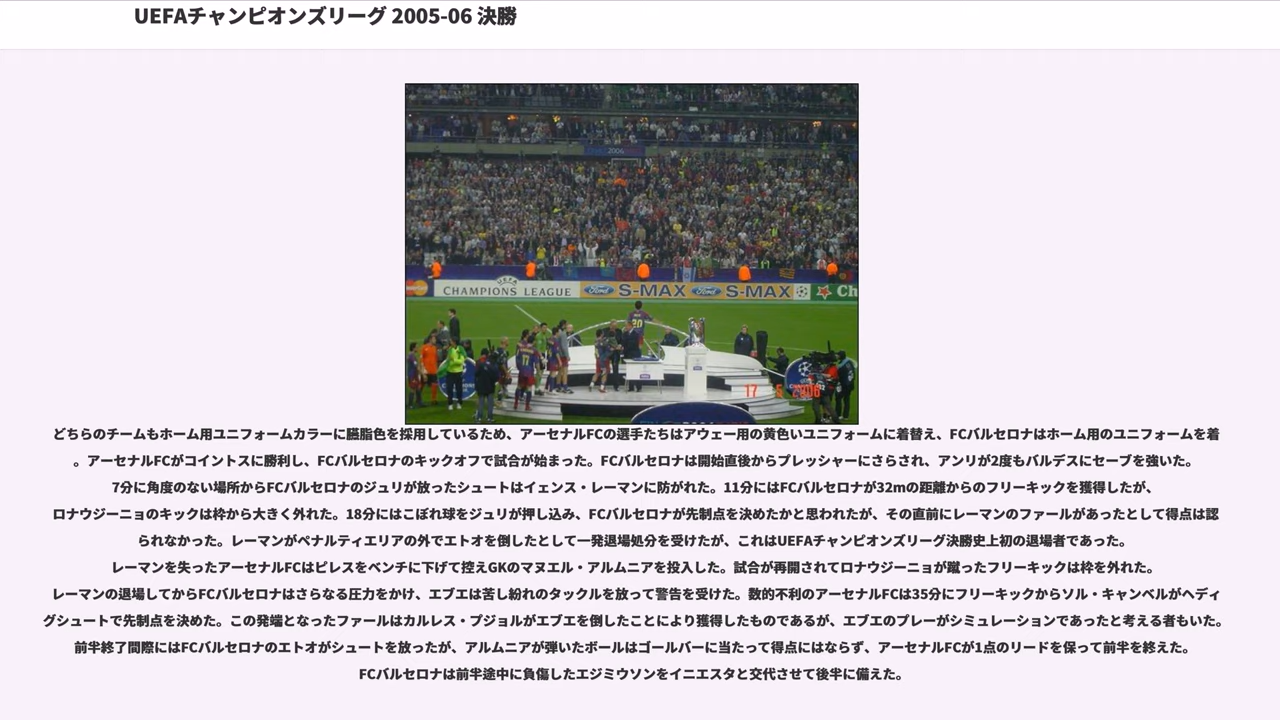 UEFAチャンピオンズリーグ 2005-06 決勝
2006
UEFA
CHAMPIONS LEAGUE
Ford S-MAX Ford S-MAX
Ch
20
17 5 2006
どちらのチームもホーム用ユニフォームカラーに臙脂色を採用しているため、アーセナルFCの選手たちはアウェー用の黄色いユニフォームに着替え、FCバルセロナはホーム用のユニフォームを着
。アーセナルFCがコイントスに勝利し、FCバルセロナのキックオフで試合が始まった。FCバルセロナは開始直後からプレッシャーにさらされ、アンリが2度もバルデスにセーブを強いた。
7分に角度のない場所からFCバルセロナのジュリが放ったシュートはイェンス・レーマンに防がれた。11分にはFCバルセロナが32mの距離からのフリーキックを獲得したが、
ロナウジーニョのキックは枠から大きく外れた。18分にはこぼれ球をジュリが押し込み、FCバルセロナが先制点を決めたかと思われたが、その直前にレーマンのファールがあったとして得点は認
られなかった。レーマンがペナルティエリアの外でエトオを倒したとして一発退場処分を受けたが、これはUEFAチャンピオンズリーグ決勝史上初の退場者であった。
レーマンを失ったアーセナルFCはピレスをベンチに下げて控えGKのマヌエル・アルムニアを投入した。試合が再開されてロナウジーニョが蹴ったフリーキックは枠を外れた。
レーマンの退場してからFCバルセロナはさらなる圧力をかけ、エブエは苦し紛れのタックルを放って警告を受けた。数的不利のアーセナルFCは35分にフリーキックからソル・キャンベルがヘディ
グシュートで先制点を決めた。この発端となったファールはカルレス・プジョルがエブエを倒したことにより獲得したものであるが、エブエのプレーがシミュレーションであったと考える者もいた。
前半終了間際にはFCバルセロナのエトオがシュートを放ったが、アルムニアが弾いたボールはゴールバーに当たって得点にはならず、アーセナルFCが1点のリードを保って前半を終えた。
FCバルセロナは前半途中に負傷したエジミウソンをイニエスタと交代させて後半に備えた。